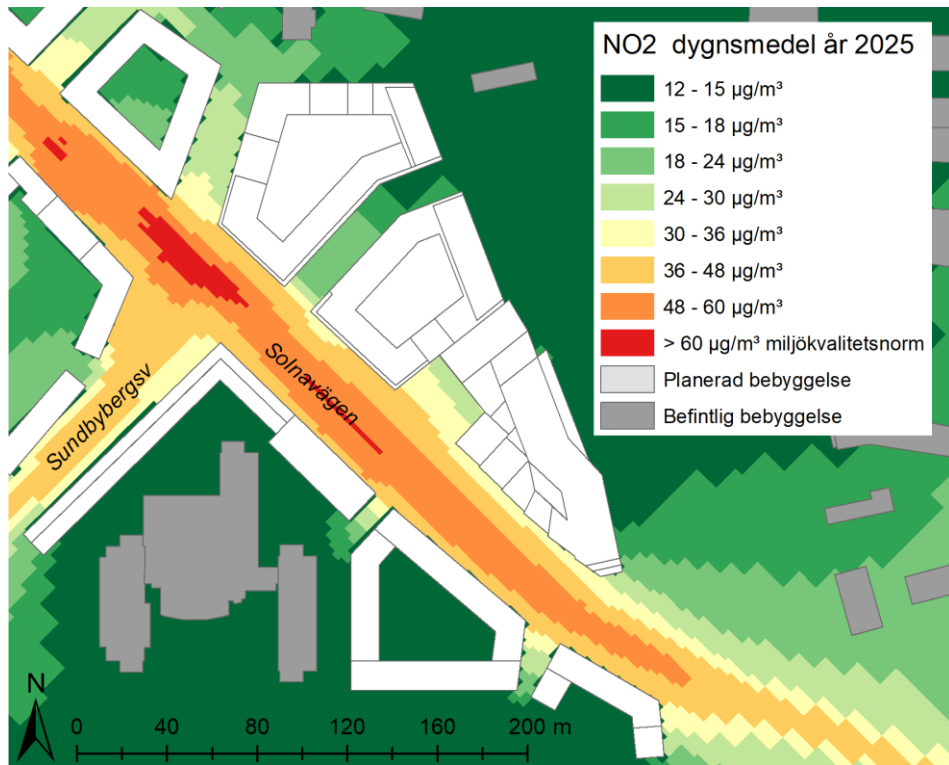 NO2 dygnsmedel år 2025
12 - 15 µg/m³
15 - 18 µg/m³
18 - 24 µg/m³
24 - 30 µg/m³
30 - 36 µg/m³
36 - 48 µg/m³
48 - 60 µg/m³
> 60 µg/m³ miljökvalitetsnorm
Planerad bebyggelse
Befintlig bebyggelse
Solnavägen
Sundbybergsv
N
0 40 80 120 160 200 m